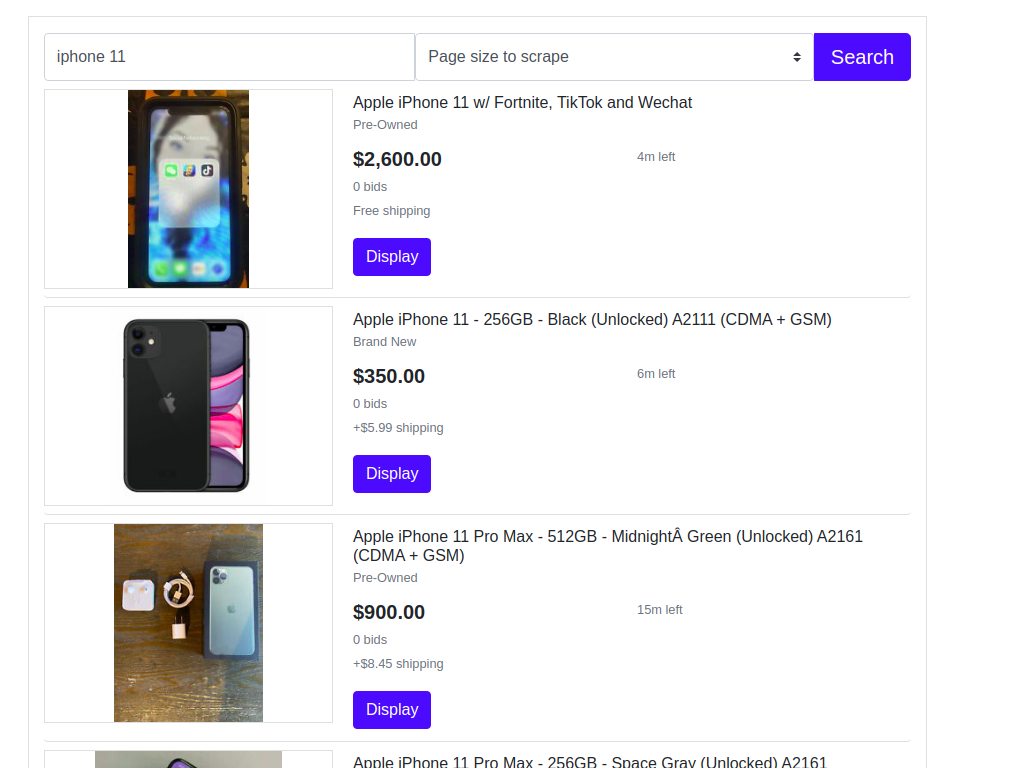 iphone 11
Page size to scrape
Search
Apple iPhone 11 w/ Fortnite, TikTok and Wechat
Pre-Owned
$2,600.00
4m left
0 bids
Free shipping
Display
Apple iPhone 11 - 256GB - Black (Unlocked) A2111 (CDMA + GSM)
Brand New
$350.00
6m left
0 bids
+$5.99 shipping
Display
Apple iPhone 11 Pro Max - 512GB - MidnightÂ Green (Unlocked) A2161
(CDMA + GSM)
Pre-Owned
$900.00
15m left
0 bids
+$8.45 shipping
Display
Apple iPhone 11 Pro Max - 256GB - Space Gray (Unlocked) A2161